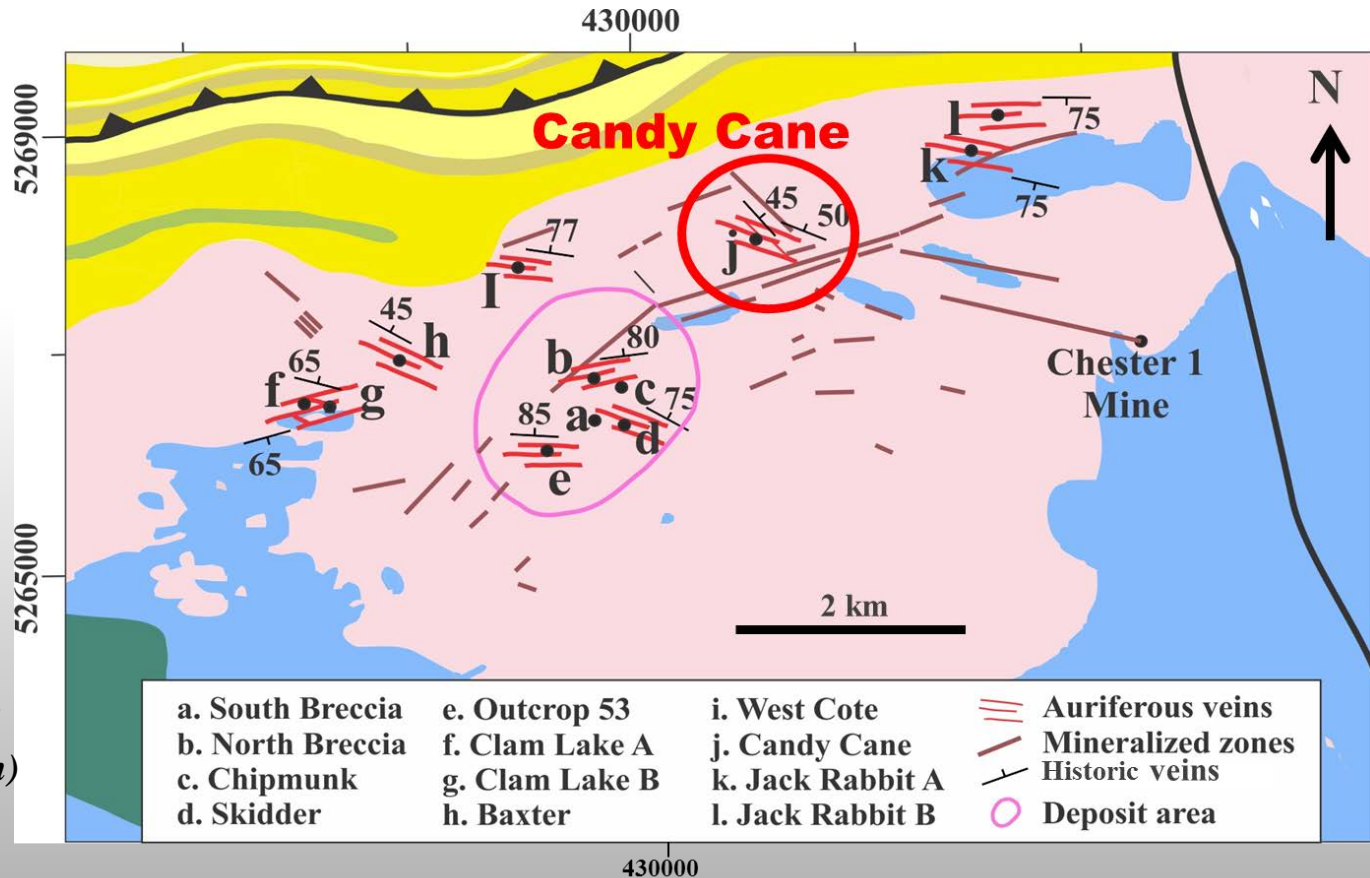 430000
N
5269000
Candy Cane
l
75
k
75
45
50
j
77
I
45
h
65
f
g
65
b
80
c
a
75
d
85
e
Chester 1
Mine
5265000
2 km
a. South Breccia
b. North Breccia
c. Chipmunk
d. Skidder
e. Outcrop 53
f. Clam Lake A
g. Clam Lake B
h. Baxter
i. West Cote
j. Candy Cane
k. Jack Rabbit A
l. Jack Rabbit B
Auriferous veins
Mineralized zones
Historic veins
Deposit area
430000